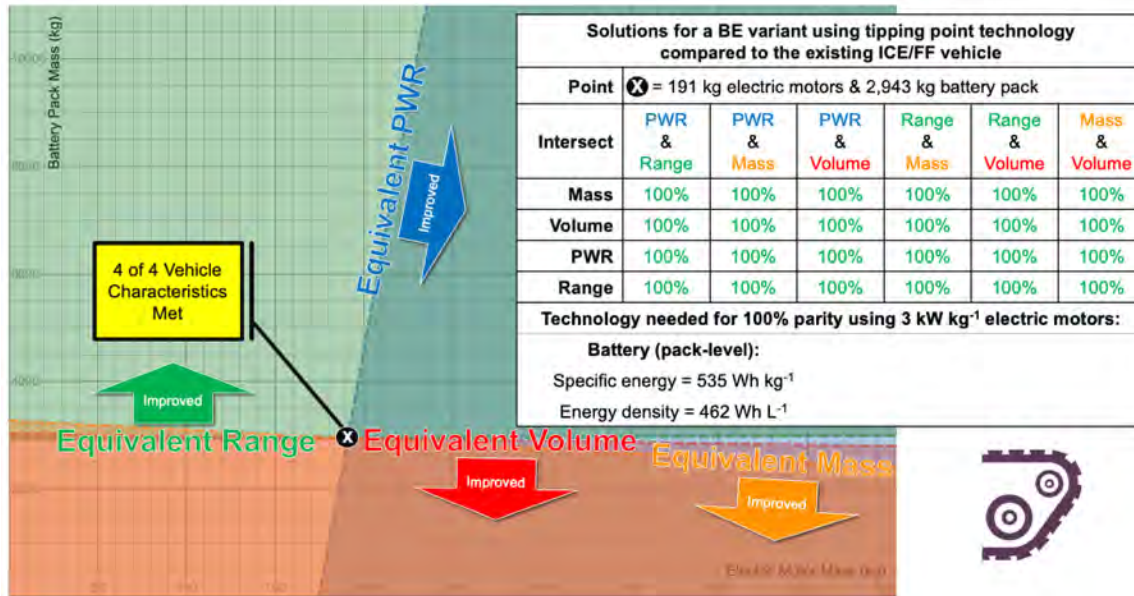 Battery Pack Mass (kg)
Equivalent PWR
Improved
4 of 4 Vehicle
Characteristics
Met
Improved
Equivalent Range
X
Equivalent Volume
Improved
Equivalent Mass
Improved
50
Electric Motor Mass (kg)
Solutions for a BE variant using tipping point technology
compared to the existing ICE/FF vehicle
Point X = 191 kg electric motors & 2,943 kg battery pack
Intersect PWR & Range PWR & Mass PWR & Volume Range & Mass Range & Volume Mass & Volume
Mass 100% 100% 100% 100% 100% 100%
Volume 100% 100% 100% 100% 100% 100%
PWR 100% 100% 100% 100% 100% 100%
Range 100% 100% 100% 100% 100% 100%
Technology needed for 100% parity using 3 kW kg⁻¹ electric motors:
Battery (pack-level):
Specific energy = 535 Wh kg⁻¹
Energy density = 462 Wh L⁻¹